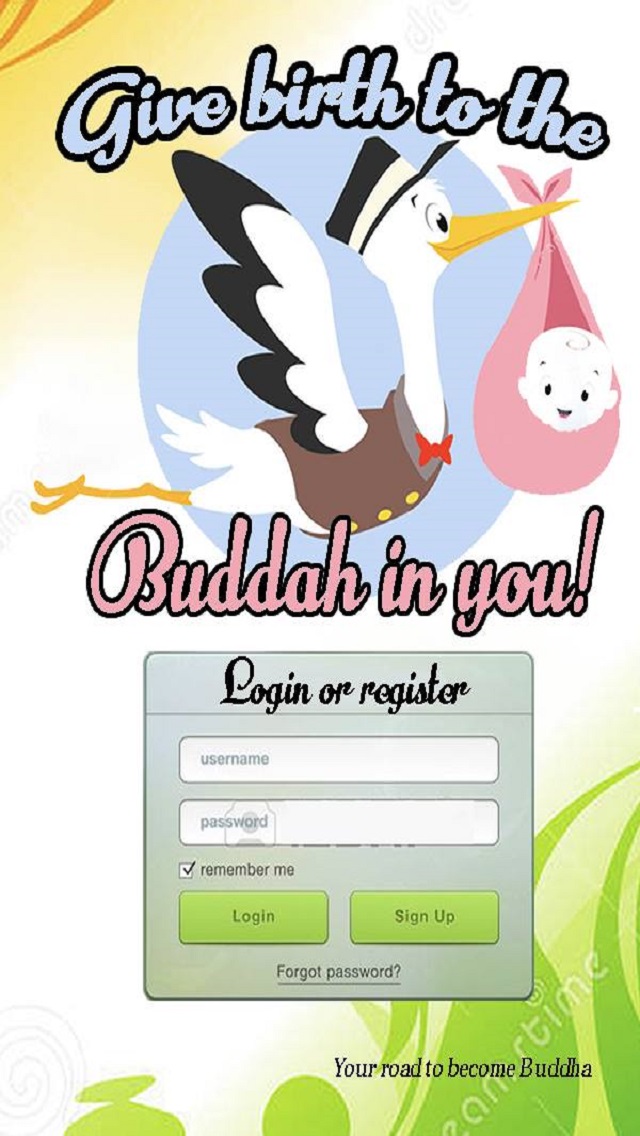 Give birth to the
Buddah in you!
Login or register
username
password
remember me
Login
Sign Up
Forgot password?
Your road to become Buddha